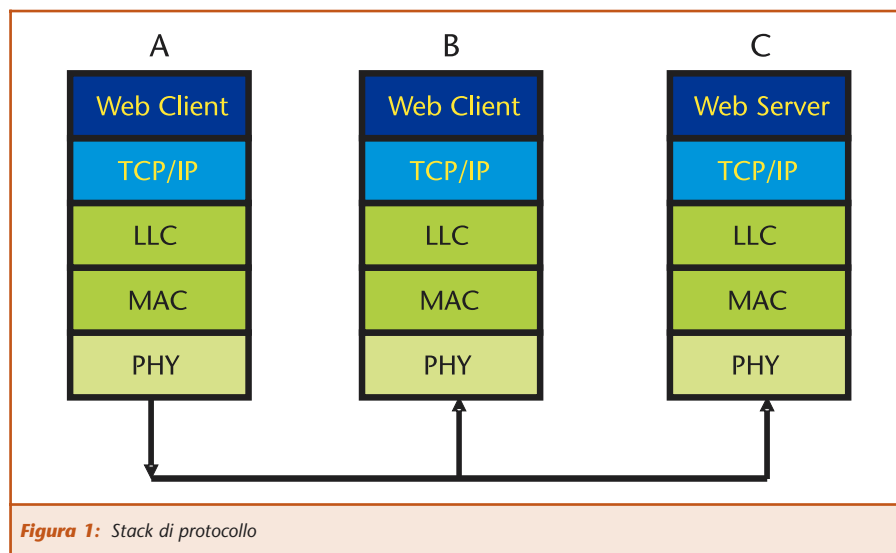 A B C
Web Client Web Client Web Server
TCP/IP TCP/IP TCP/IP
LLC LLC LLC
MAC MAC MAC
PHY PHY PHY
Figura 1: Stack di protocollo